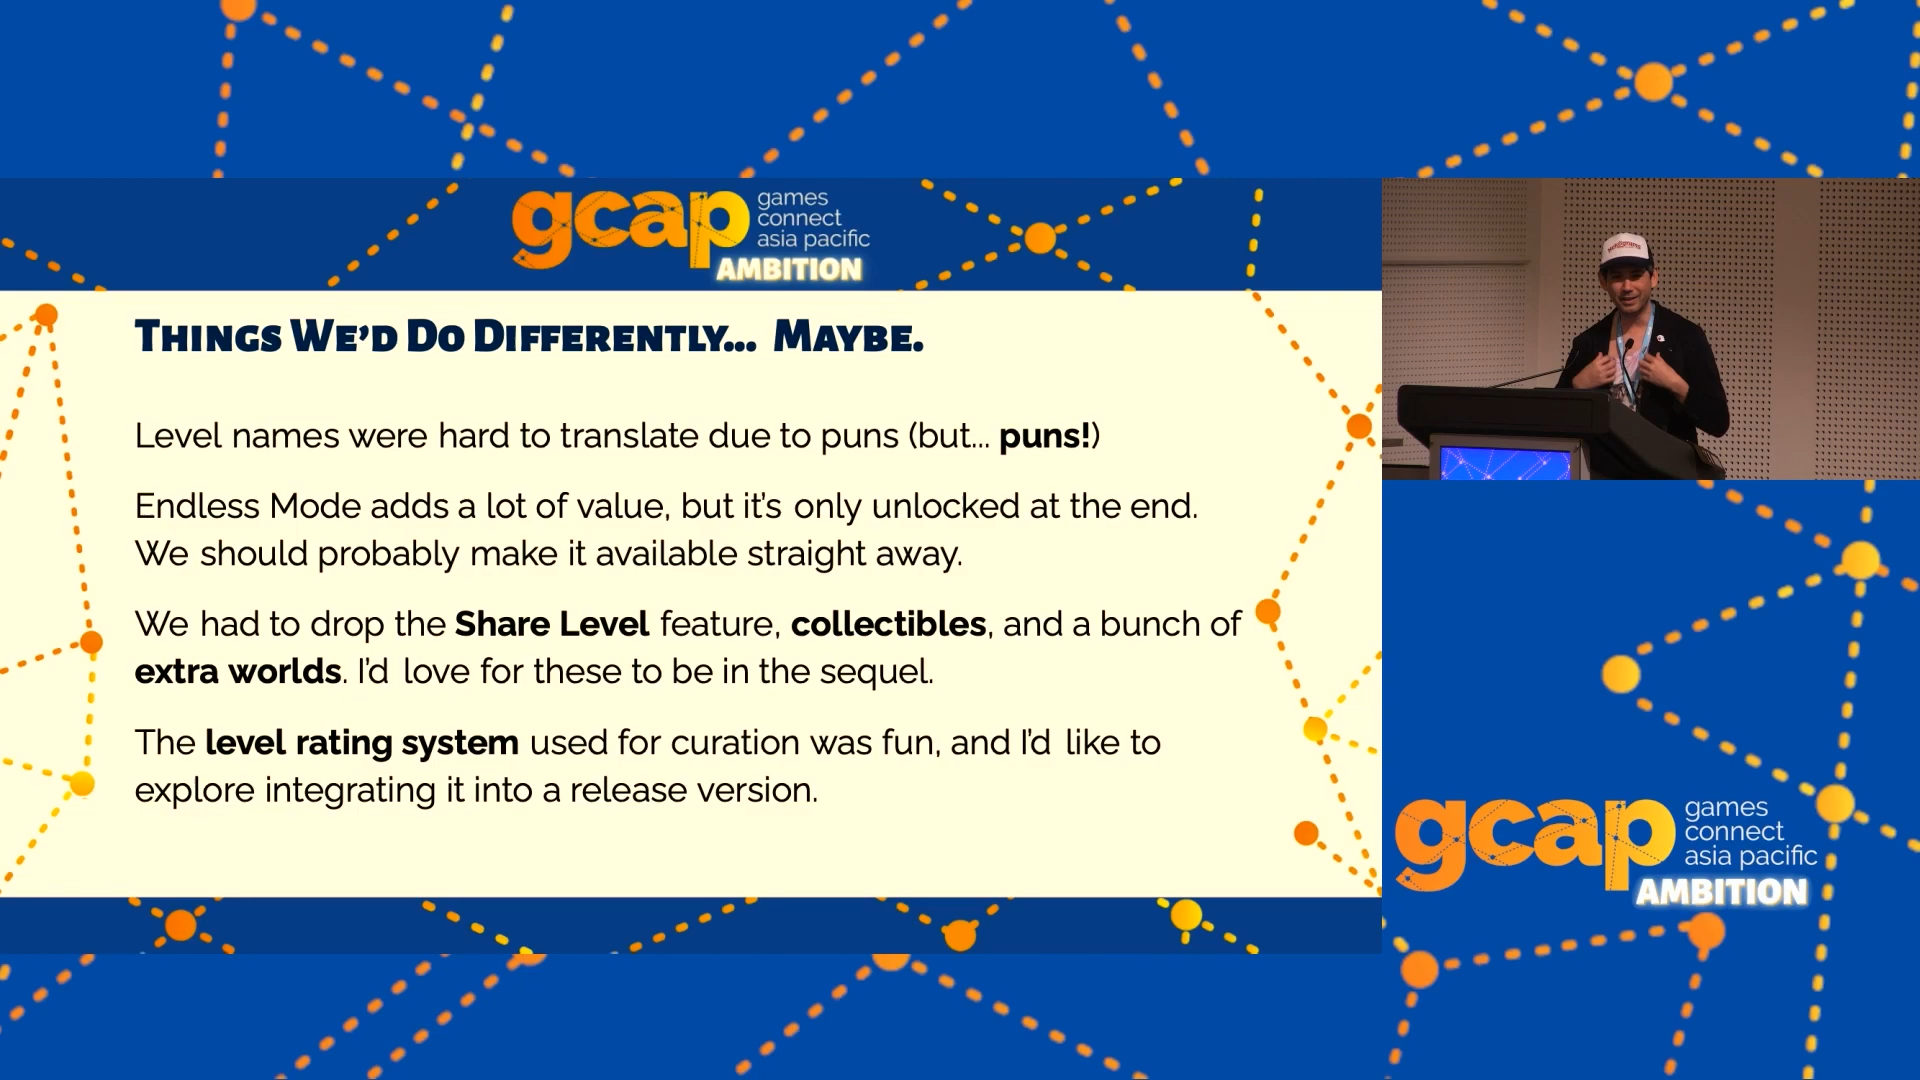 gcap
games
connect
asia pacific
AMBITION
THINGS WE'D DO DIFFERENTLY... MAYBE.
Level names were hard to translate due to puns (but... puns!)
Endless Mode adds a lot of value, but it's only unlocked at the end.
We should probably make it available straight away.
We had to drop the Share Level feature, collectibles, and a bunch of
extra worlds. I'd love for these to be in the sequel.
The level rating system used for curation was fun, and I'd like to
explore integrating it into a release version.
gcap
games
connect
asia pacific
AMBITION